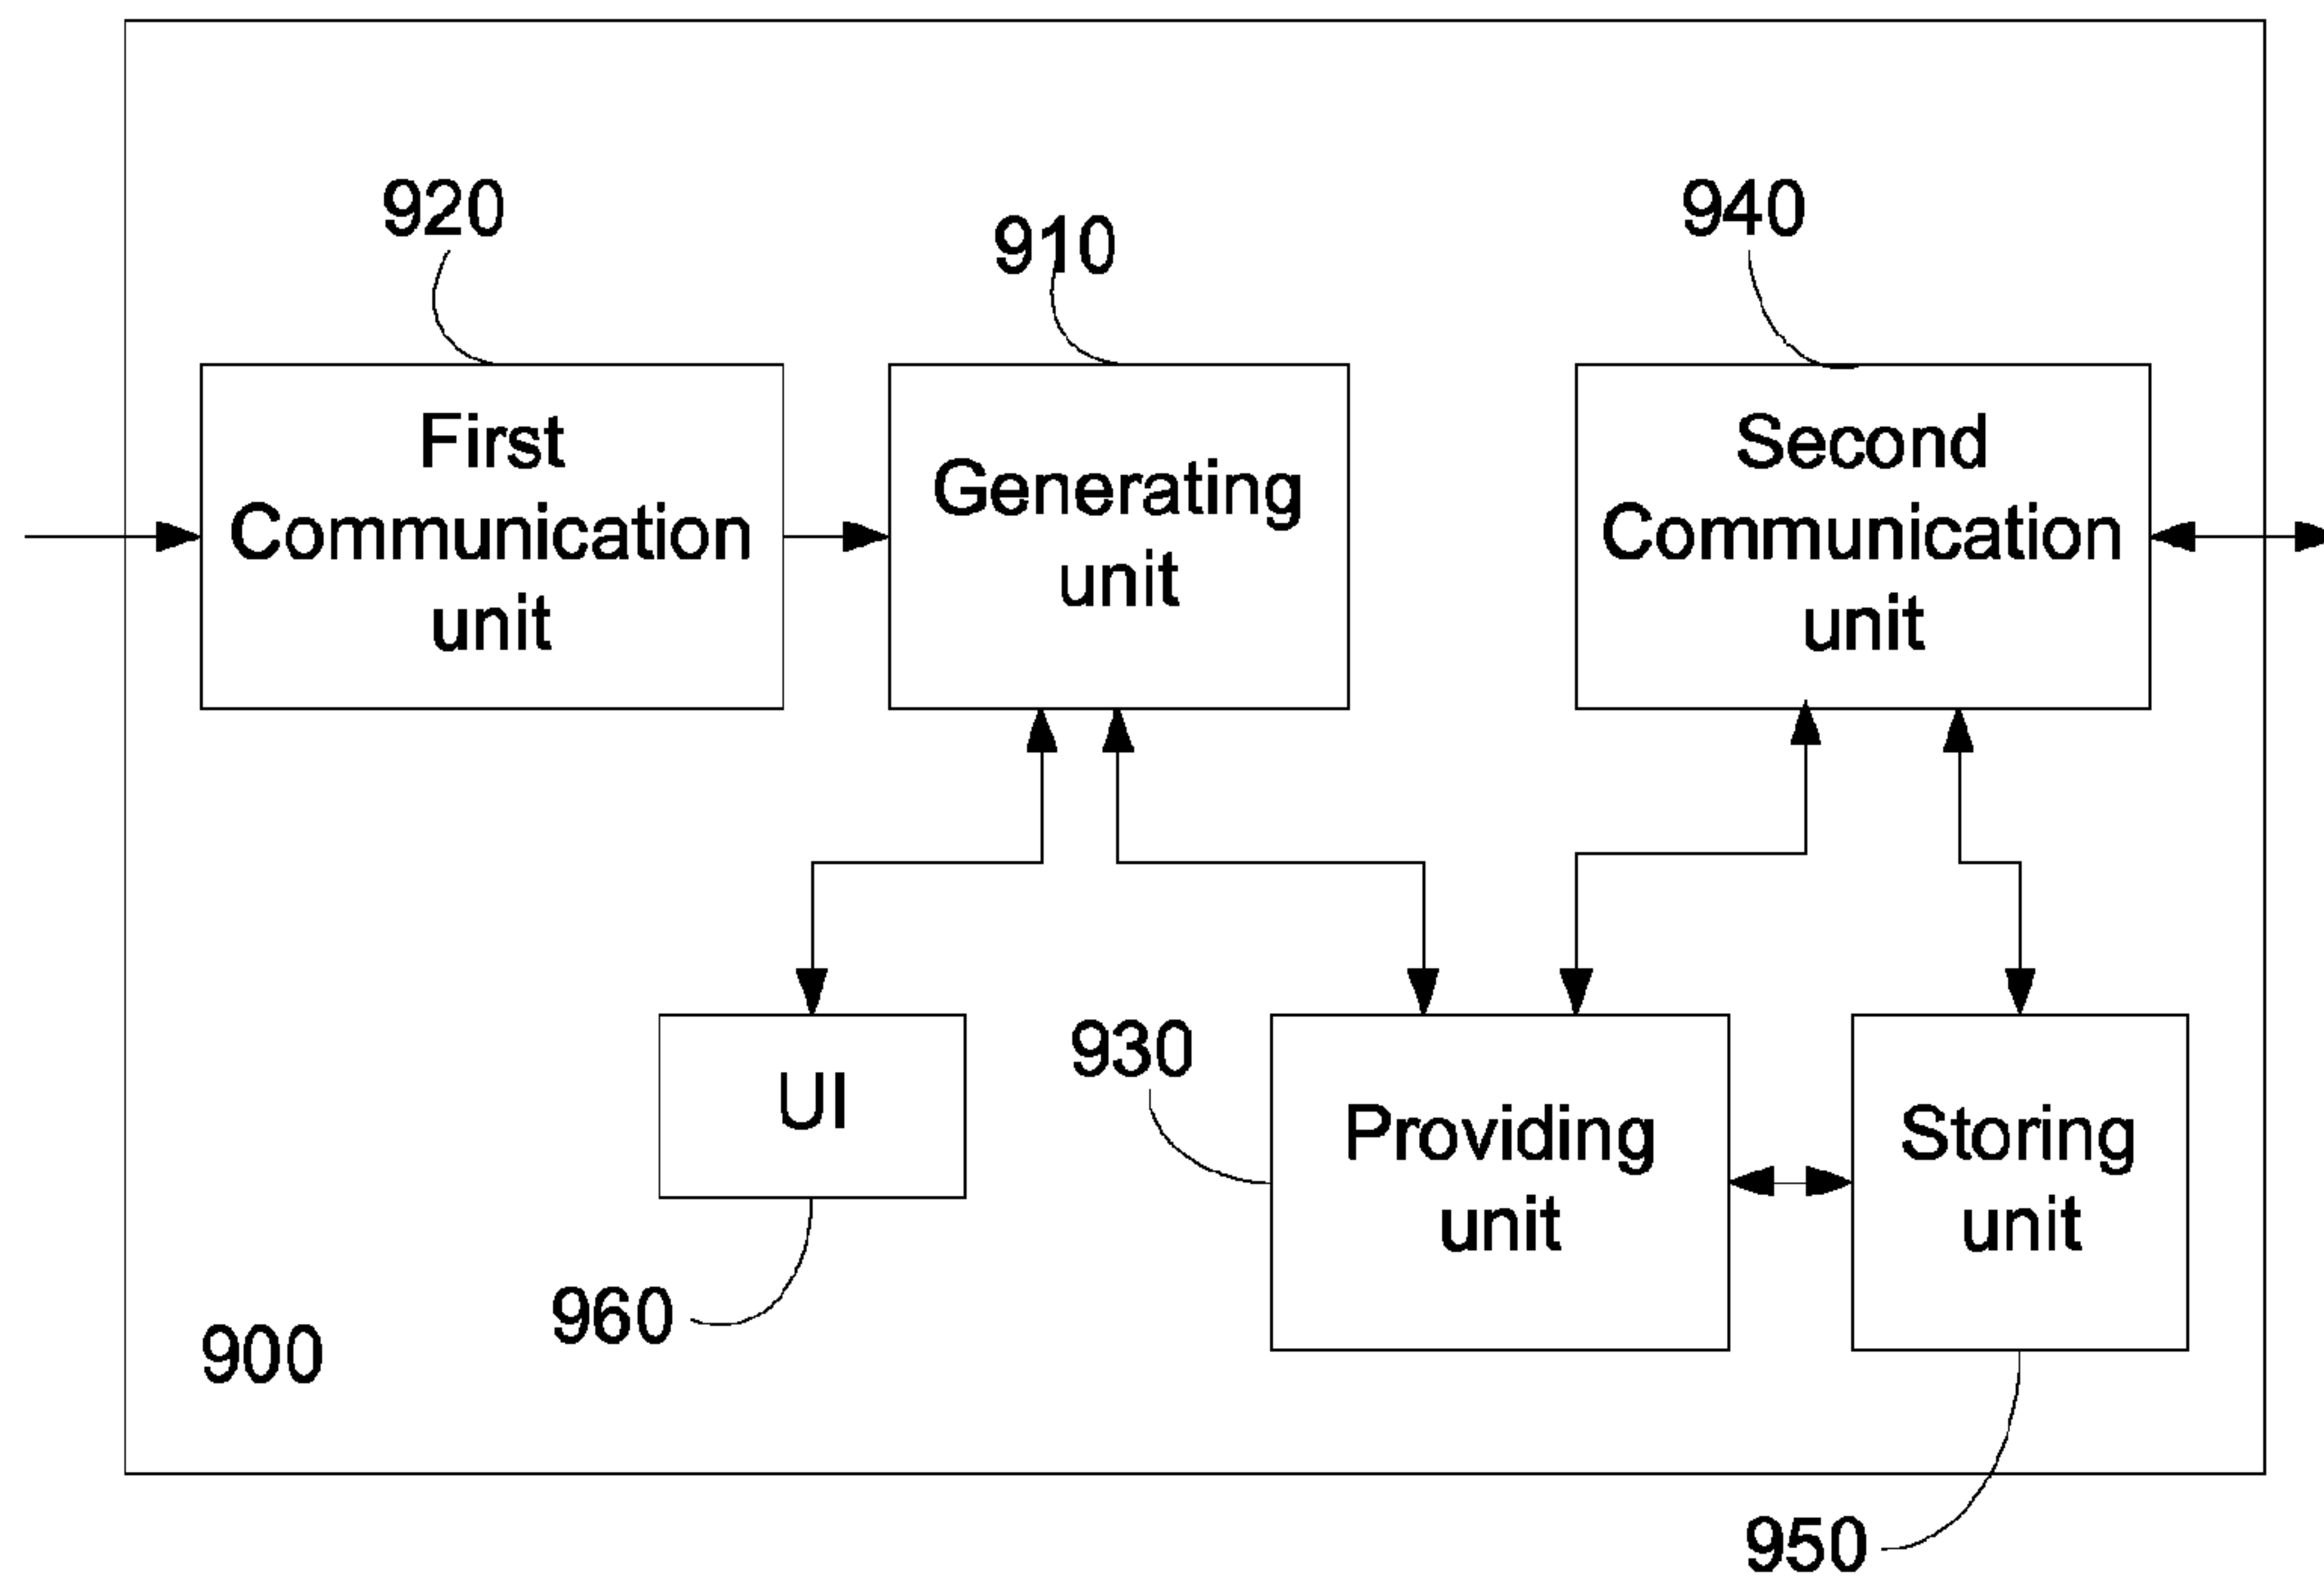 920
910
940
First
Communication
unit
Generating
unit
Second
Communication
unit
UI
930
Providing
unit
Storing
unit
960
900
950